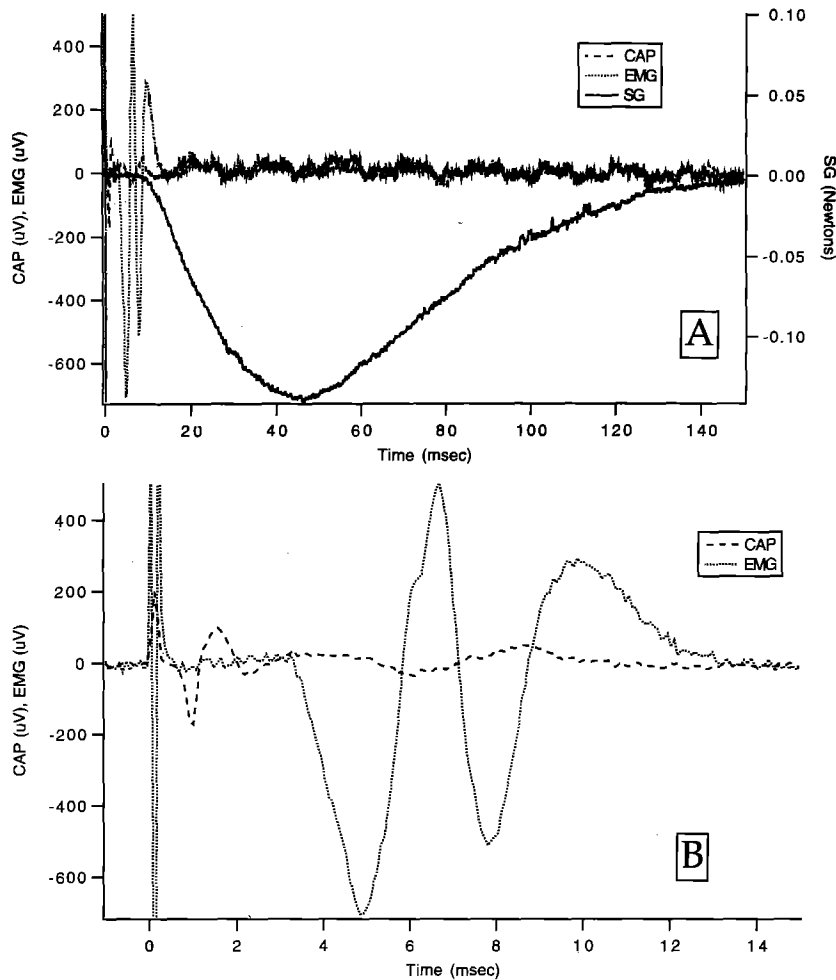 CAP (uV), EMG (uV)
400
200
0
-200
-400
-600
0.10
0.05
0.00
-0.05
-0.10
SG (Newtons)
CAP
EMG
SG
A
0 20 40 60 80 100 120 140
Time (msec)
CAP (uV), EMG (uV)
400
200
0
-200
-400
-600
CAP
EMG
B
0 2 4 6 8 10 12 14
Time (msec)